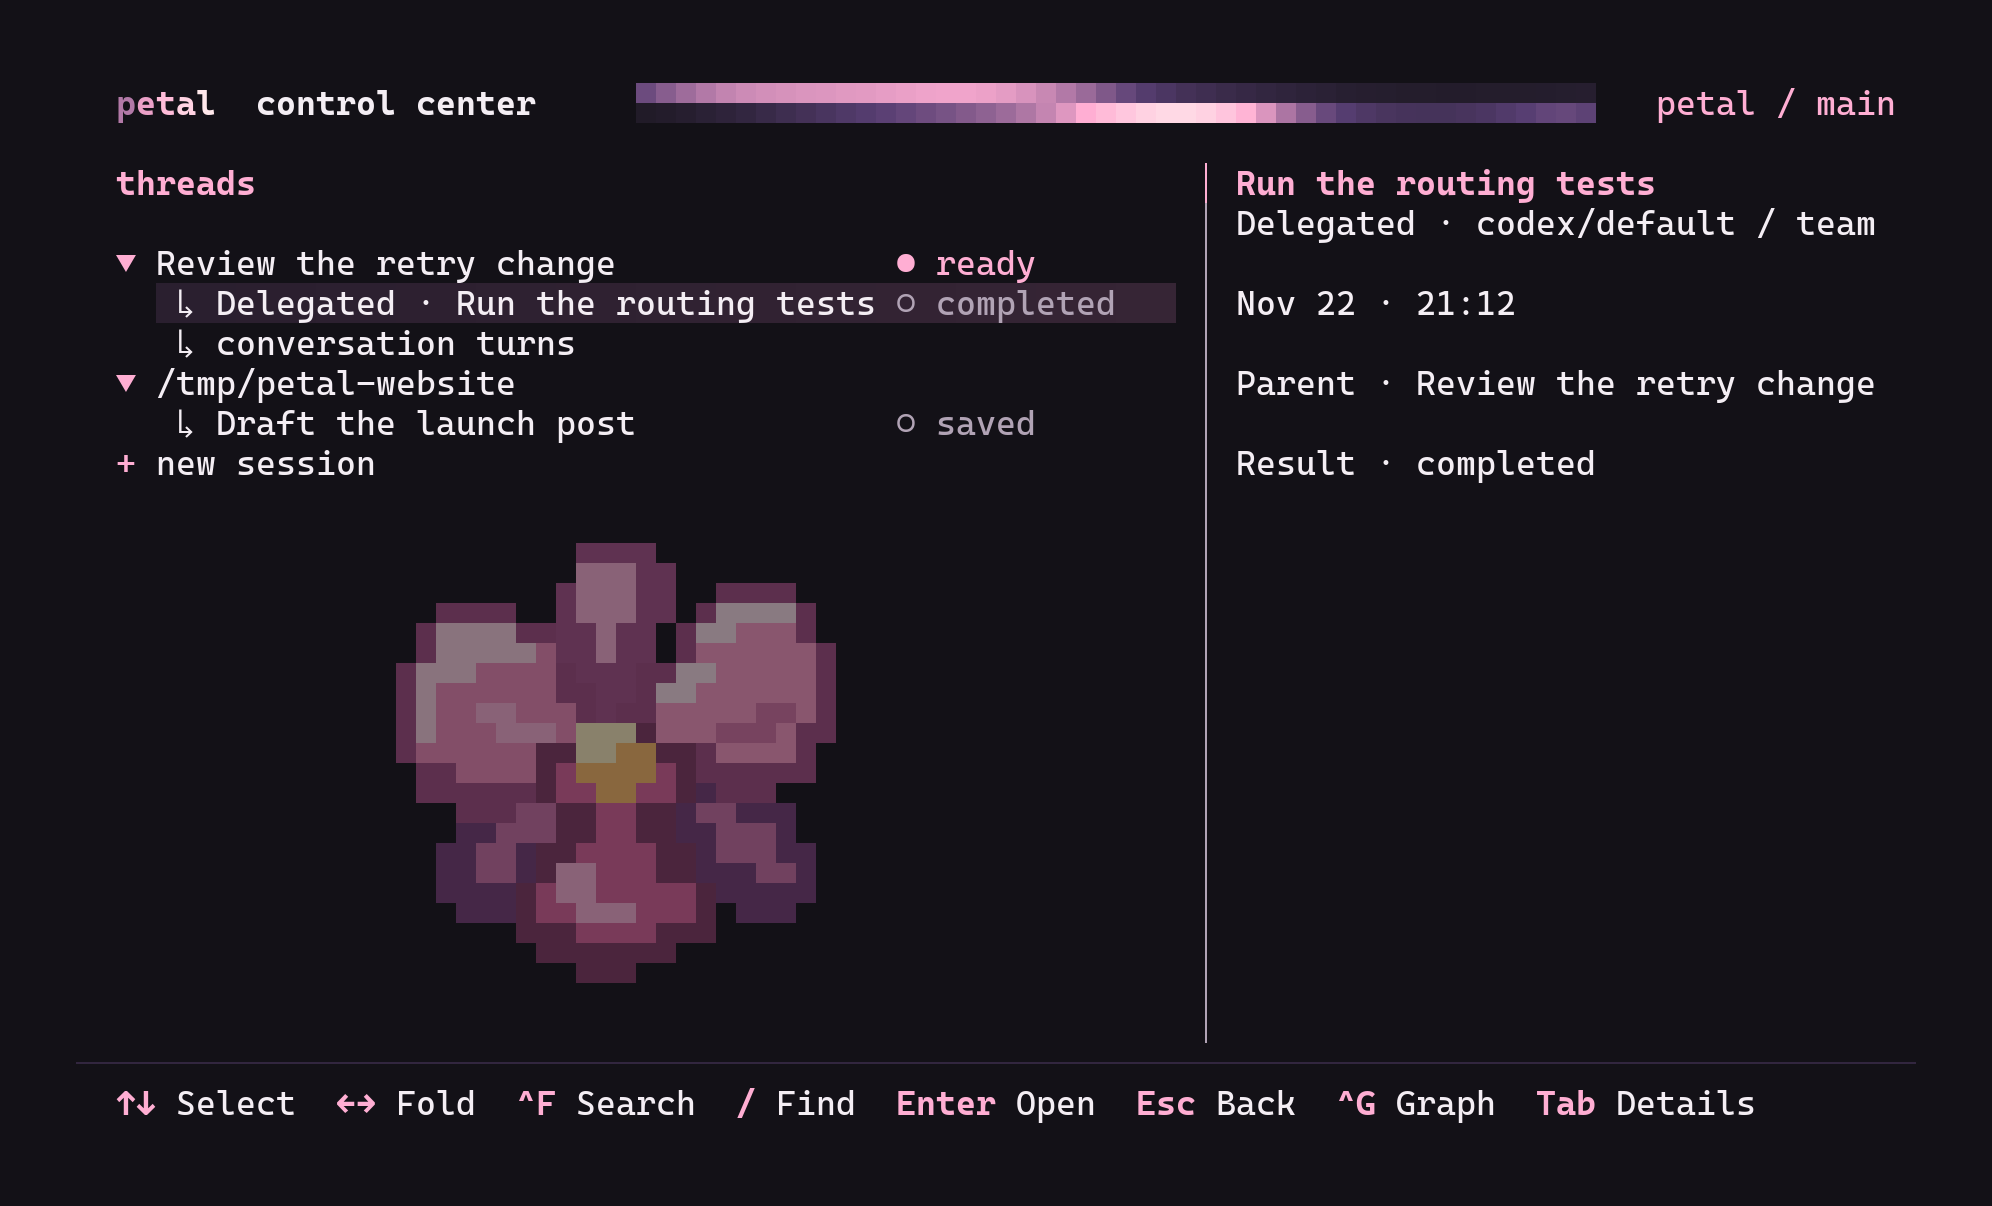 petal control center petal / main
threads
▼ Review the retry change ● ready
↳ Delegated · Run the routing tests ○ completed
↳ conversation turns
▼ /tmp/petal-website
↳ Draft the launch post ○ saved
+ new session
Run the routing tests
Delegated · codex/default / team
Nov 22 · 21:12
Parent · Review the retry change
Result · completed
↑↓ Select ←→ Fold ^F Search / Find Enter Open Esc Back ^G Graph Tab Details